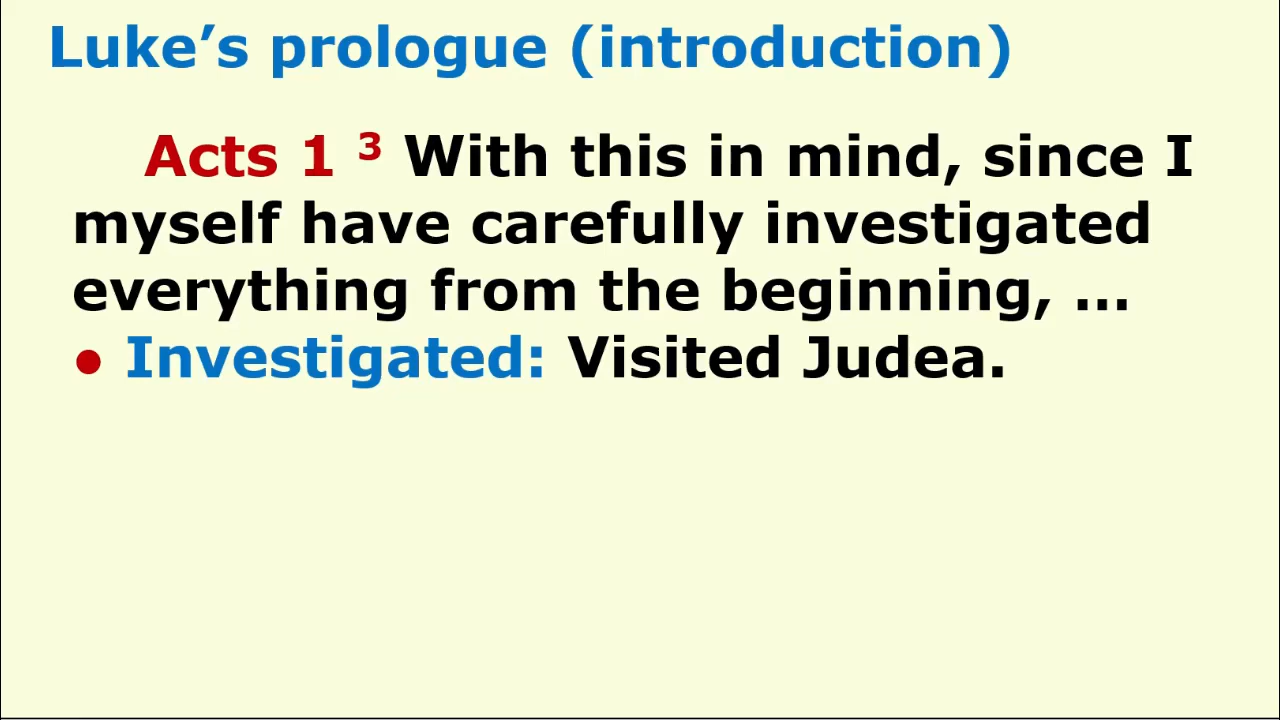 Luke’s prologue (introduction)
Acts 1 ³ With this in mind, since I
myself have carefully investigated
everything from the beginning, …
● Investigated: Visited Judea.